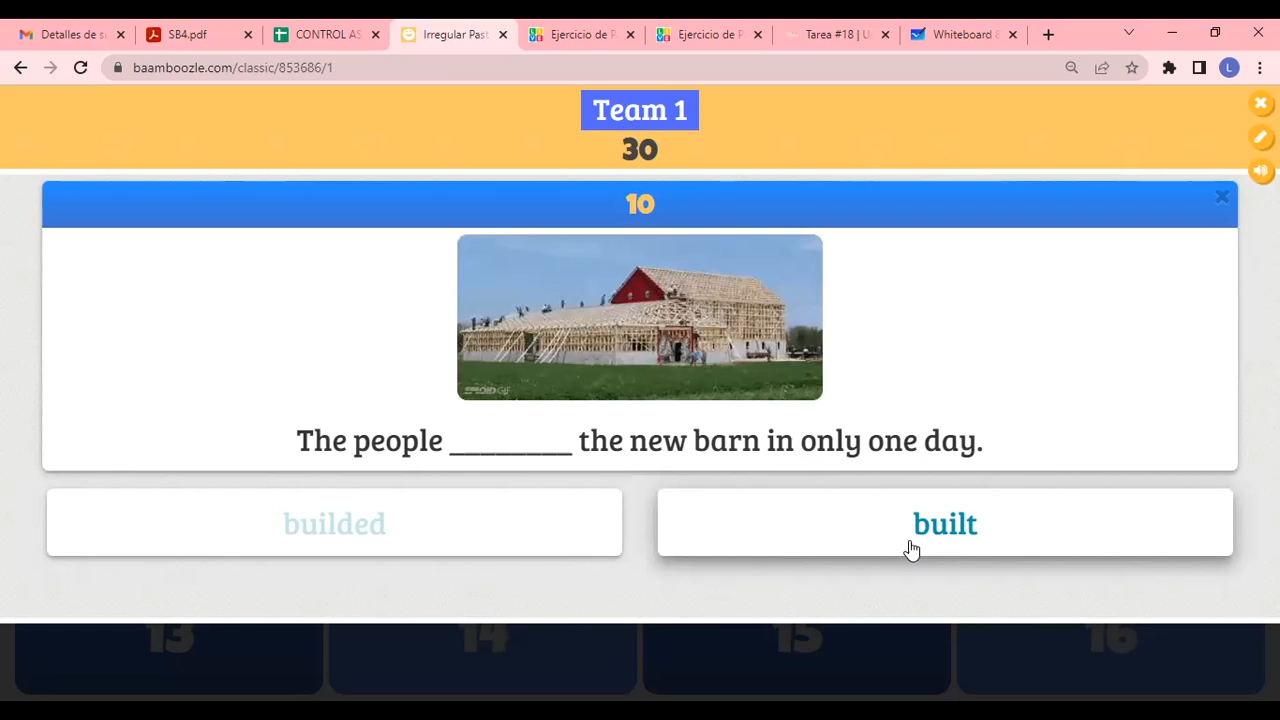 Detalles de s
SB4.pdf
CONTROL AS
Irregular Past
Ejercicio de P
Ejercicio de P
Tarea #18 | U
Whiteboard 8
baamboozle.com/classic/853686/1
L
Team 1
30
10
The people ________ the new barn in only one day.
builded
built
13
14
15
16